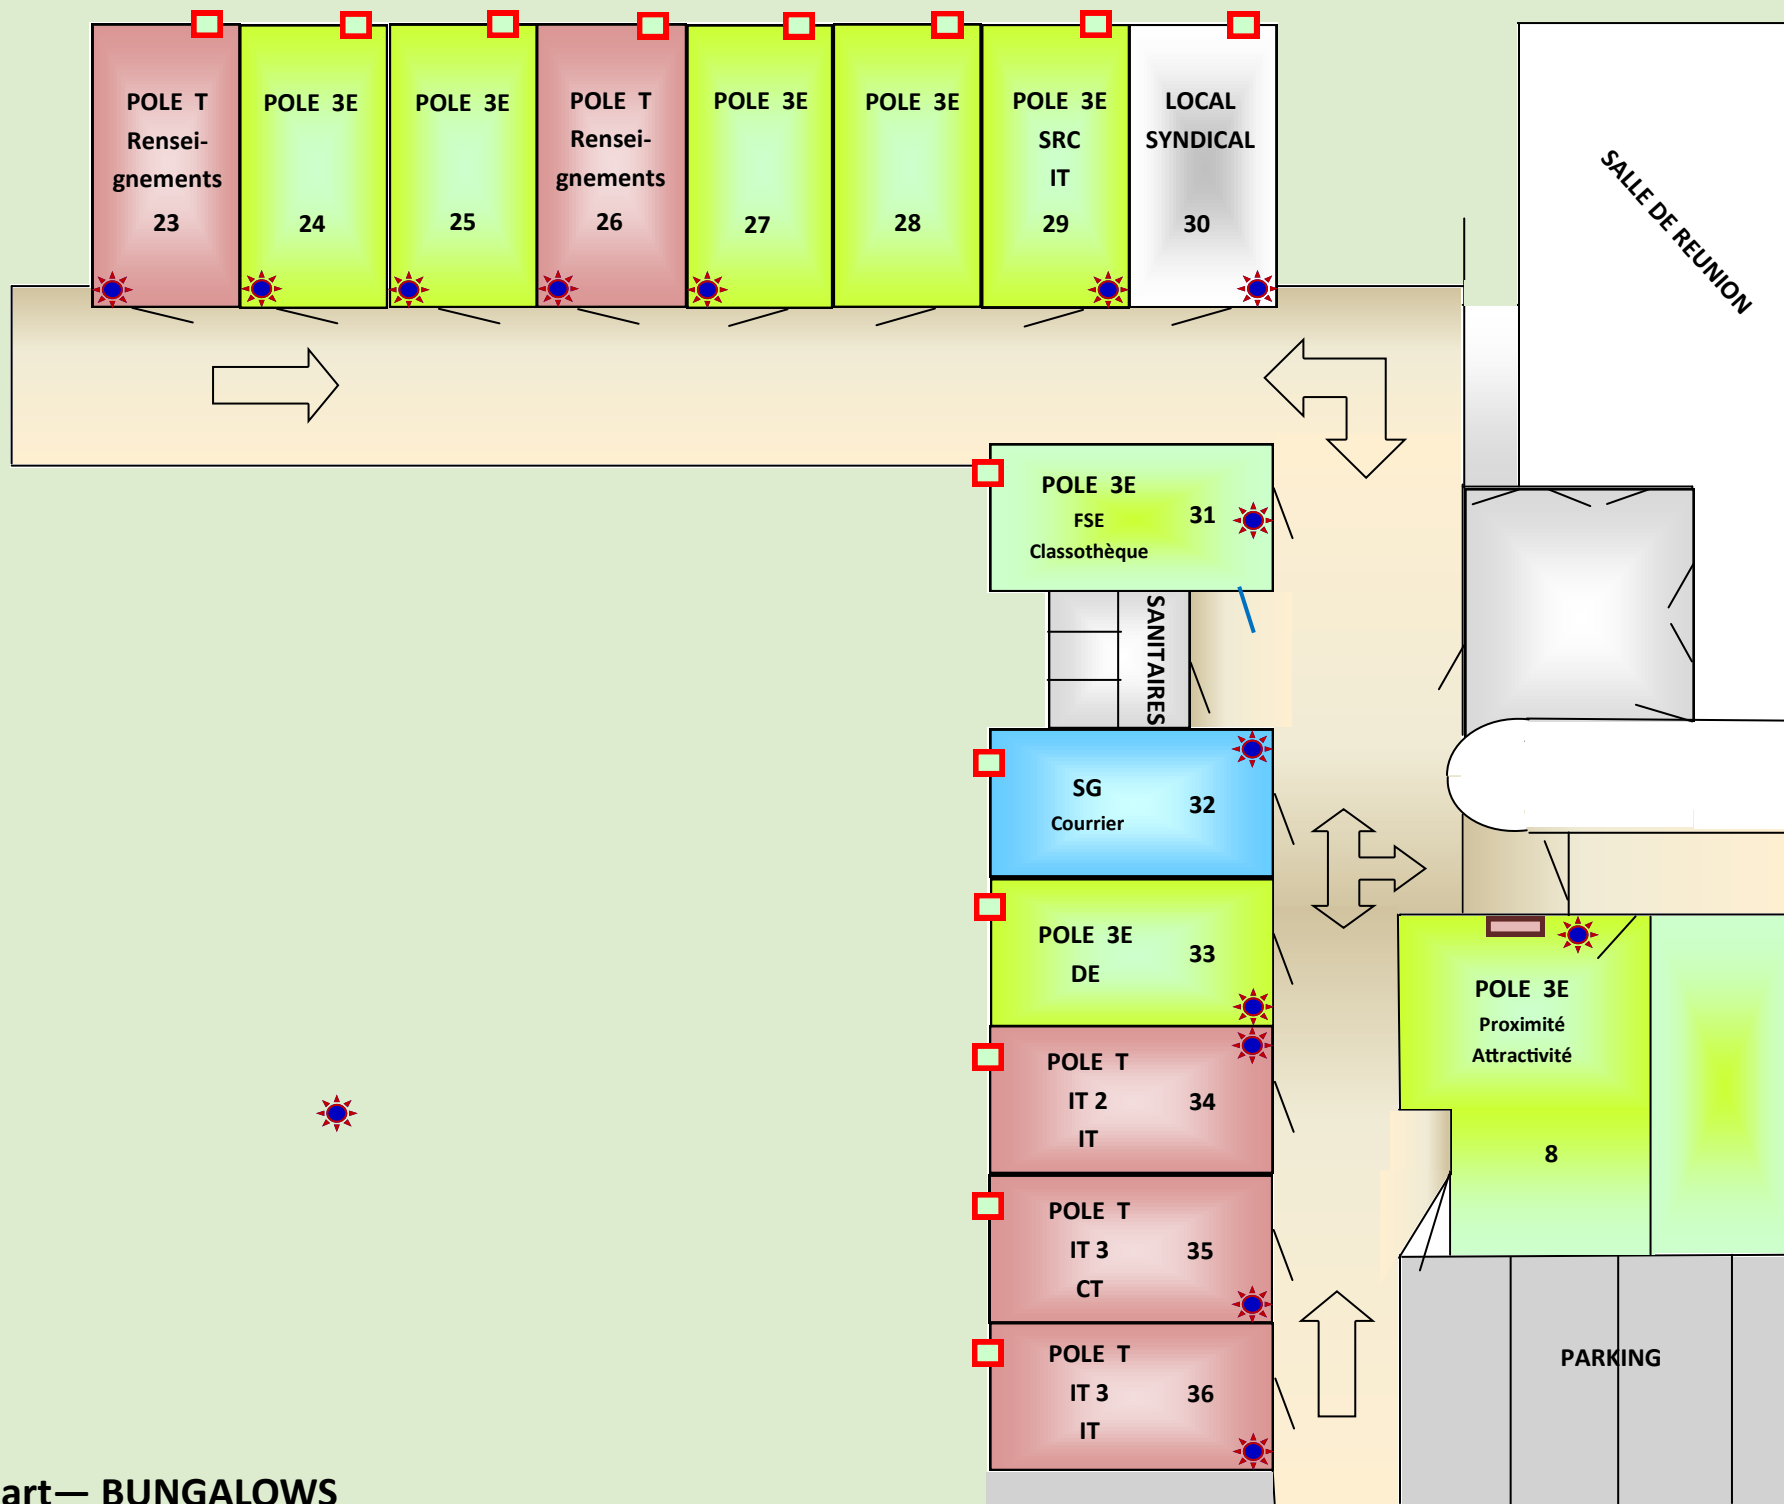 POLE T
Rensei-
gnements
23
POLE 3E
24
POLE 3E
25
POLE T
Rensei-
gnements
26
POLE 3E
27
POLE 3E
28
POLE 3E
SRC
IT
29
LOCAL
SYNDICAL
30
SALLE DE REUNION
POLE 3E
FSE
Classothèque
31
SANITAIRES
SG
Courrier
32
POLE 3E
DE
33
POLE T
IT 2
IT
34
POLE T
IT 3
CT
35
POLE T
IT 3
IT
36
POLE 3E
Proximité
Attractivité
8
PARKING
art— BUNGALOWS